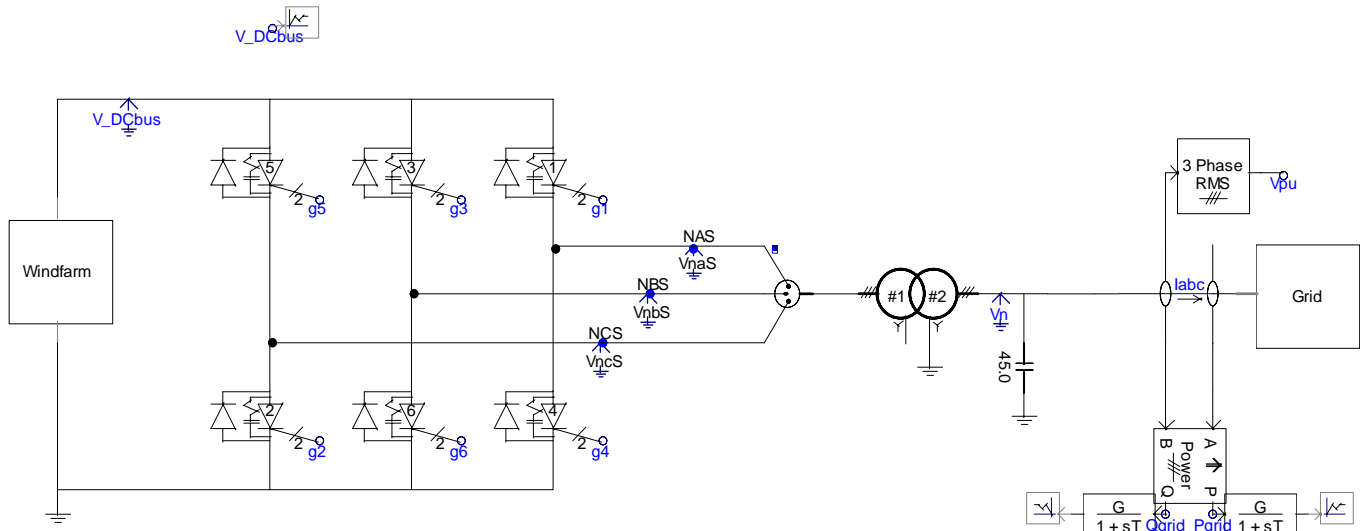 V_DCbus
V_DCbus
5
3
1
2
2
2
g5
g3
g1
3 Phase
RMS
Vpu
NAS
VnaS
NBS
VnbS
NCS
VncS
Windfarm
#1
#2
Y
Y
Vn
45.0
Iabc
Grid
2
6
4
2
2
2
g2
g6
g4
A
B
Power
P
Q
G
1 + sT
Qgrid
Pgrid
G
1 + sT